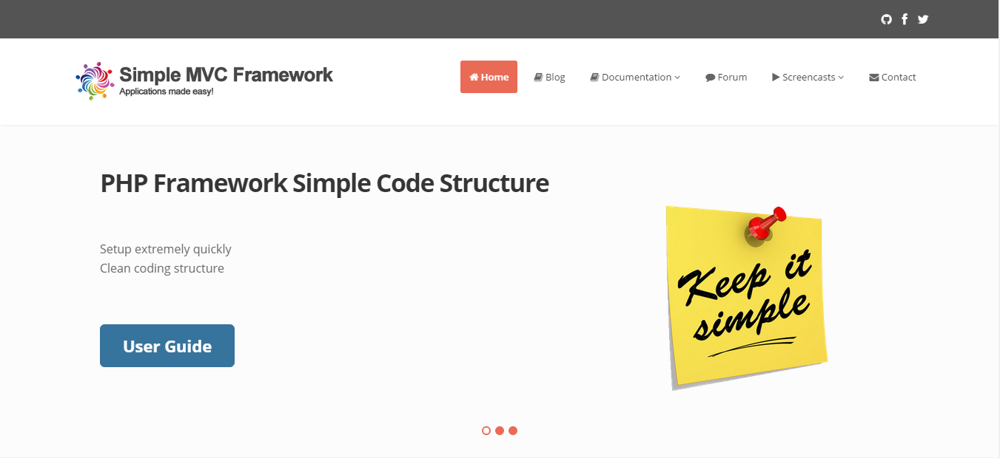 Simple MVC Framework
Applications made easy!
Home Blog Documentation Forum Screencasts Contact
PHP Framework Simple Code Structure
Setup extremely quickly
Clean coding structure
User Guide
Keep it
simple